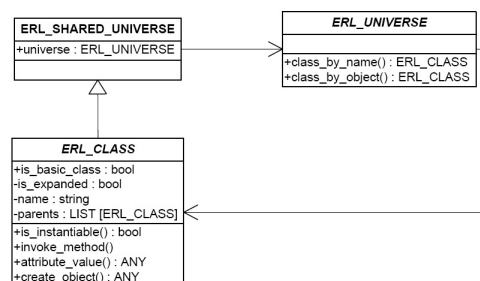 ERL_SHARED_UNIVERSE
+universe : ERL_UNIVERSE
ERL_UNIVERSE
+class_by_name() : ERL_CLASS
+class_by_object() : ERL_CLASS
ERL_CLASS
+is_basic_class : bool
-is_expanded : bool
-name : string
-parents : LIST [ERL_CLASS]
+is_instantiable() : bool
+invoke_method()
+attribute_value() : ANY
+create_object() : ANY